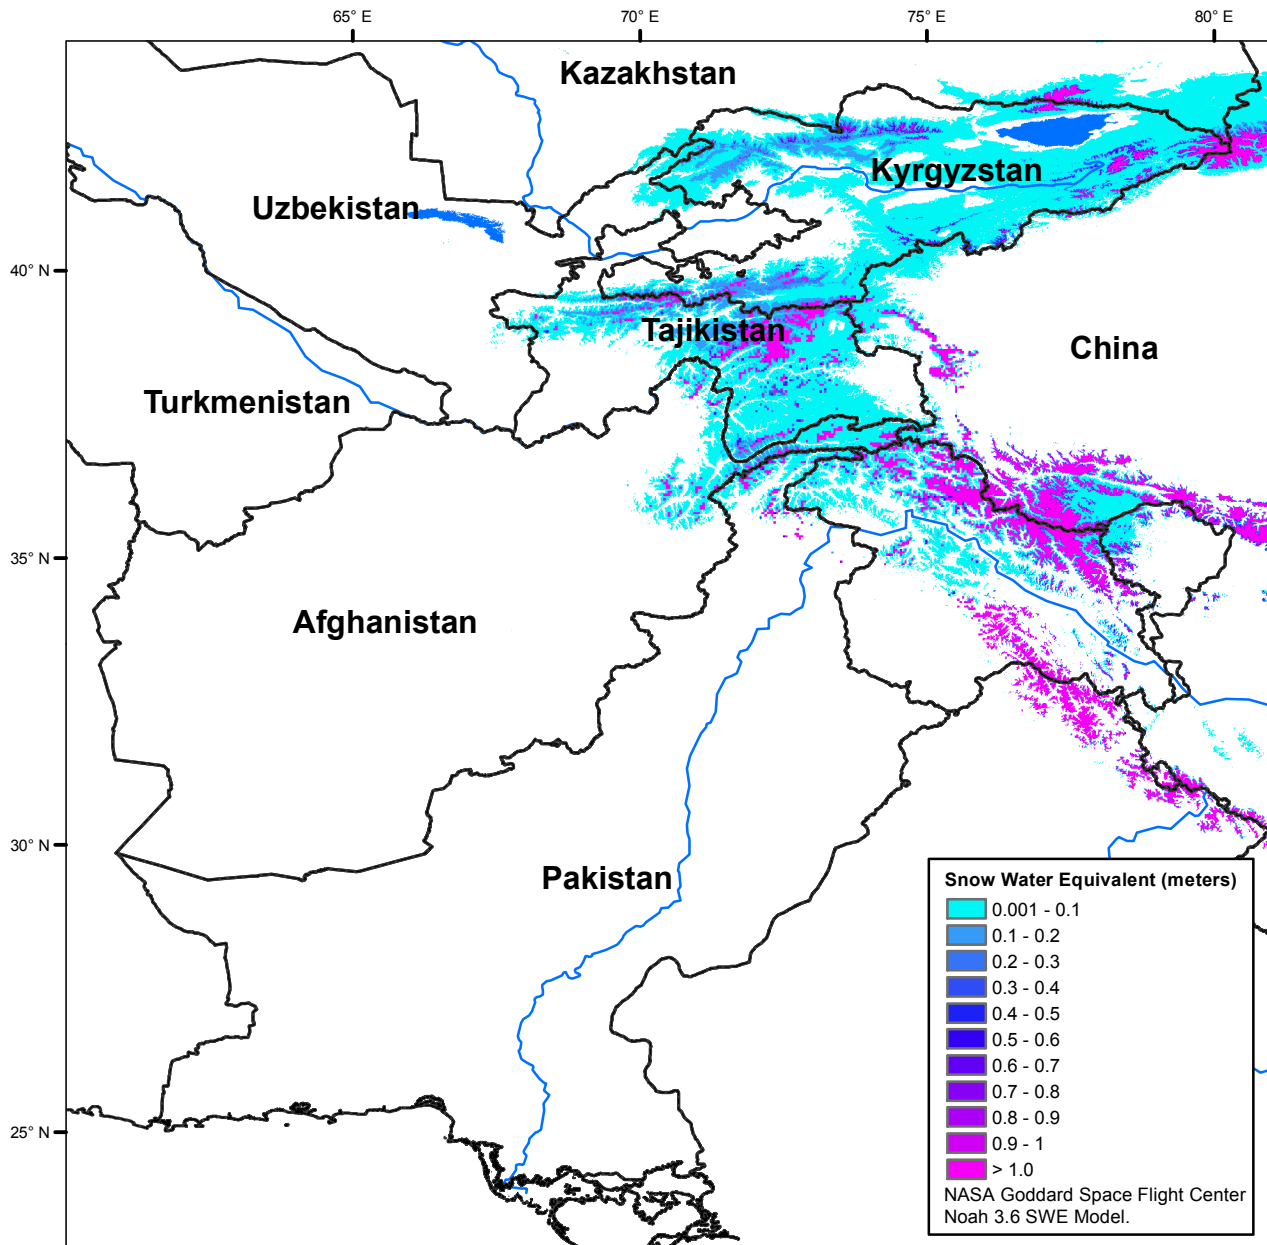 65° E
70° E
75° E
80° E
Kazakhstan
Kyrgyzstan
Uzbekistan
40° N
Tajikistan
China
Turkmenistan
35° N
Afghanistan
30° N
Pakistan
25° N
Snow Water Equivalent (meters)
0.001 - 0.1
0.1 - 0.2
0.2 - 0.3
0.3 - 0.4
0.4 - 0.5
0.5 - 0.6
0.6 - 0.7
0.7 - 0.8
0.8 - 0.9
0.9 - 1
> 1.0
NASA Goddard Space Flight Center
Noah 3.6 SWE Model.